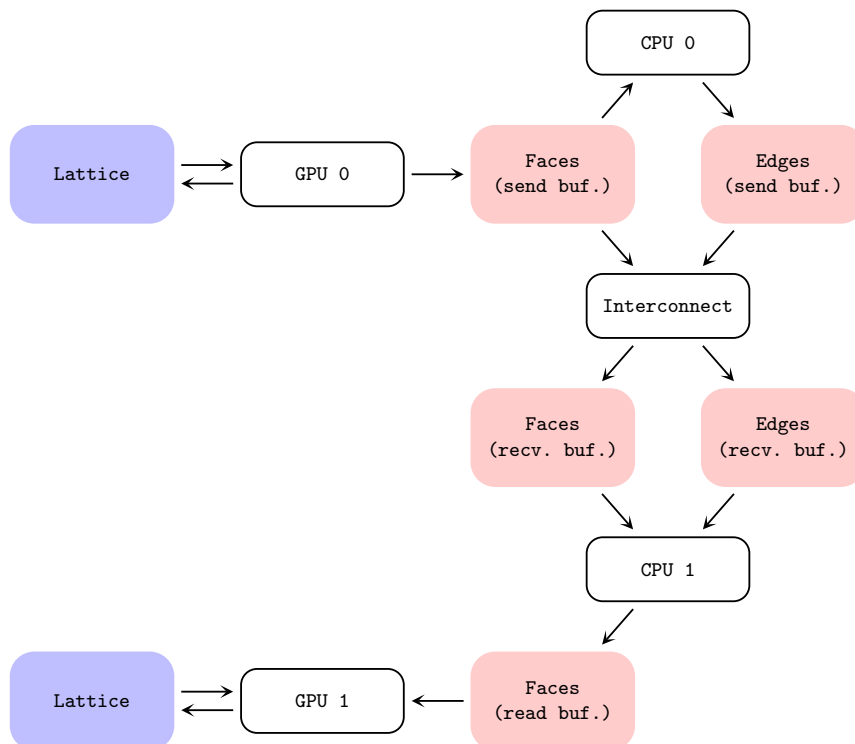 CPU 0
Lattice
GPU 0
Faces
(send buf.)
Edges
(send buf.)
Interconnect
Faces
(recv. buf.)
Edges
(recv. buf.)
CPU 1
Lattice
GPU 1
Faces
(read buf.)